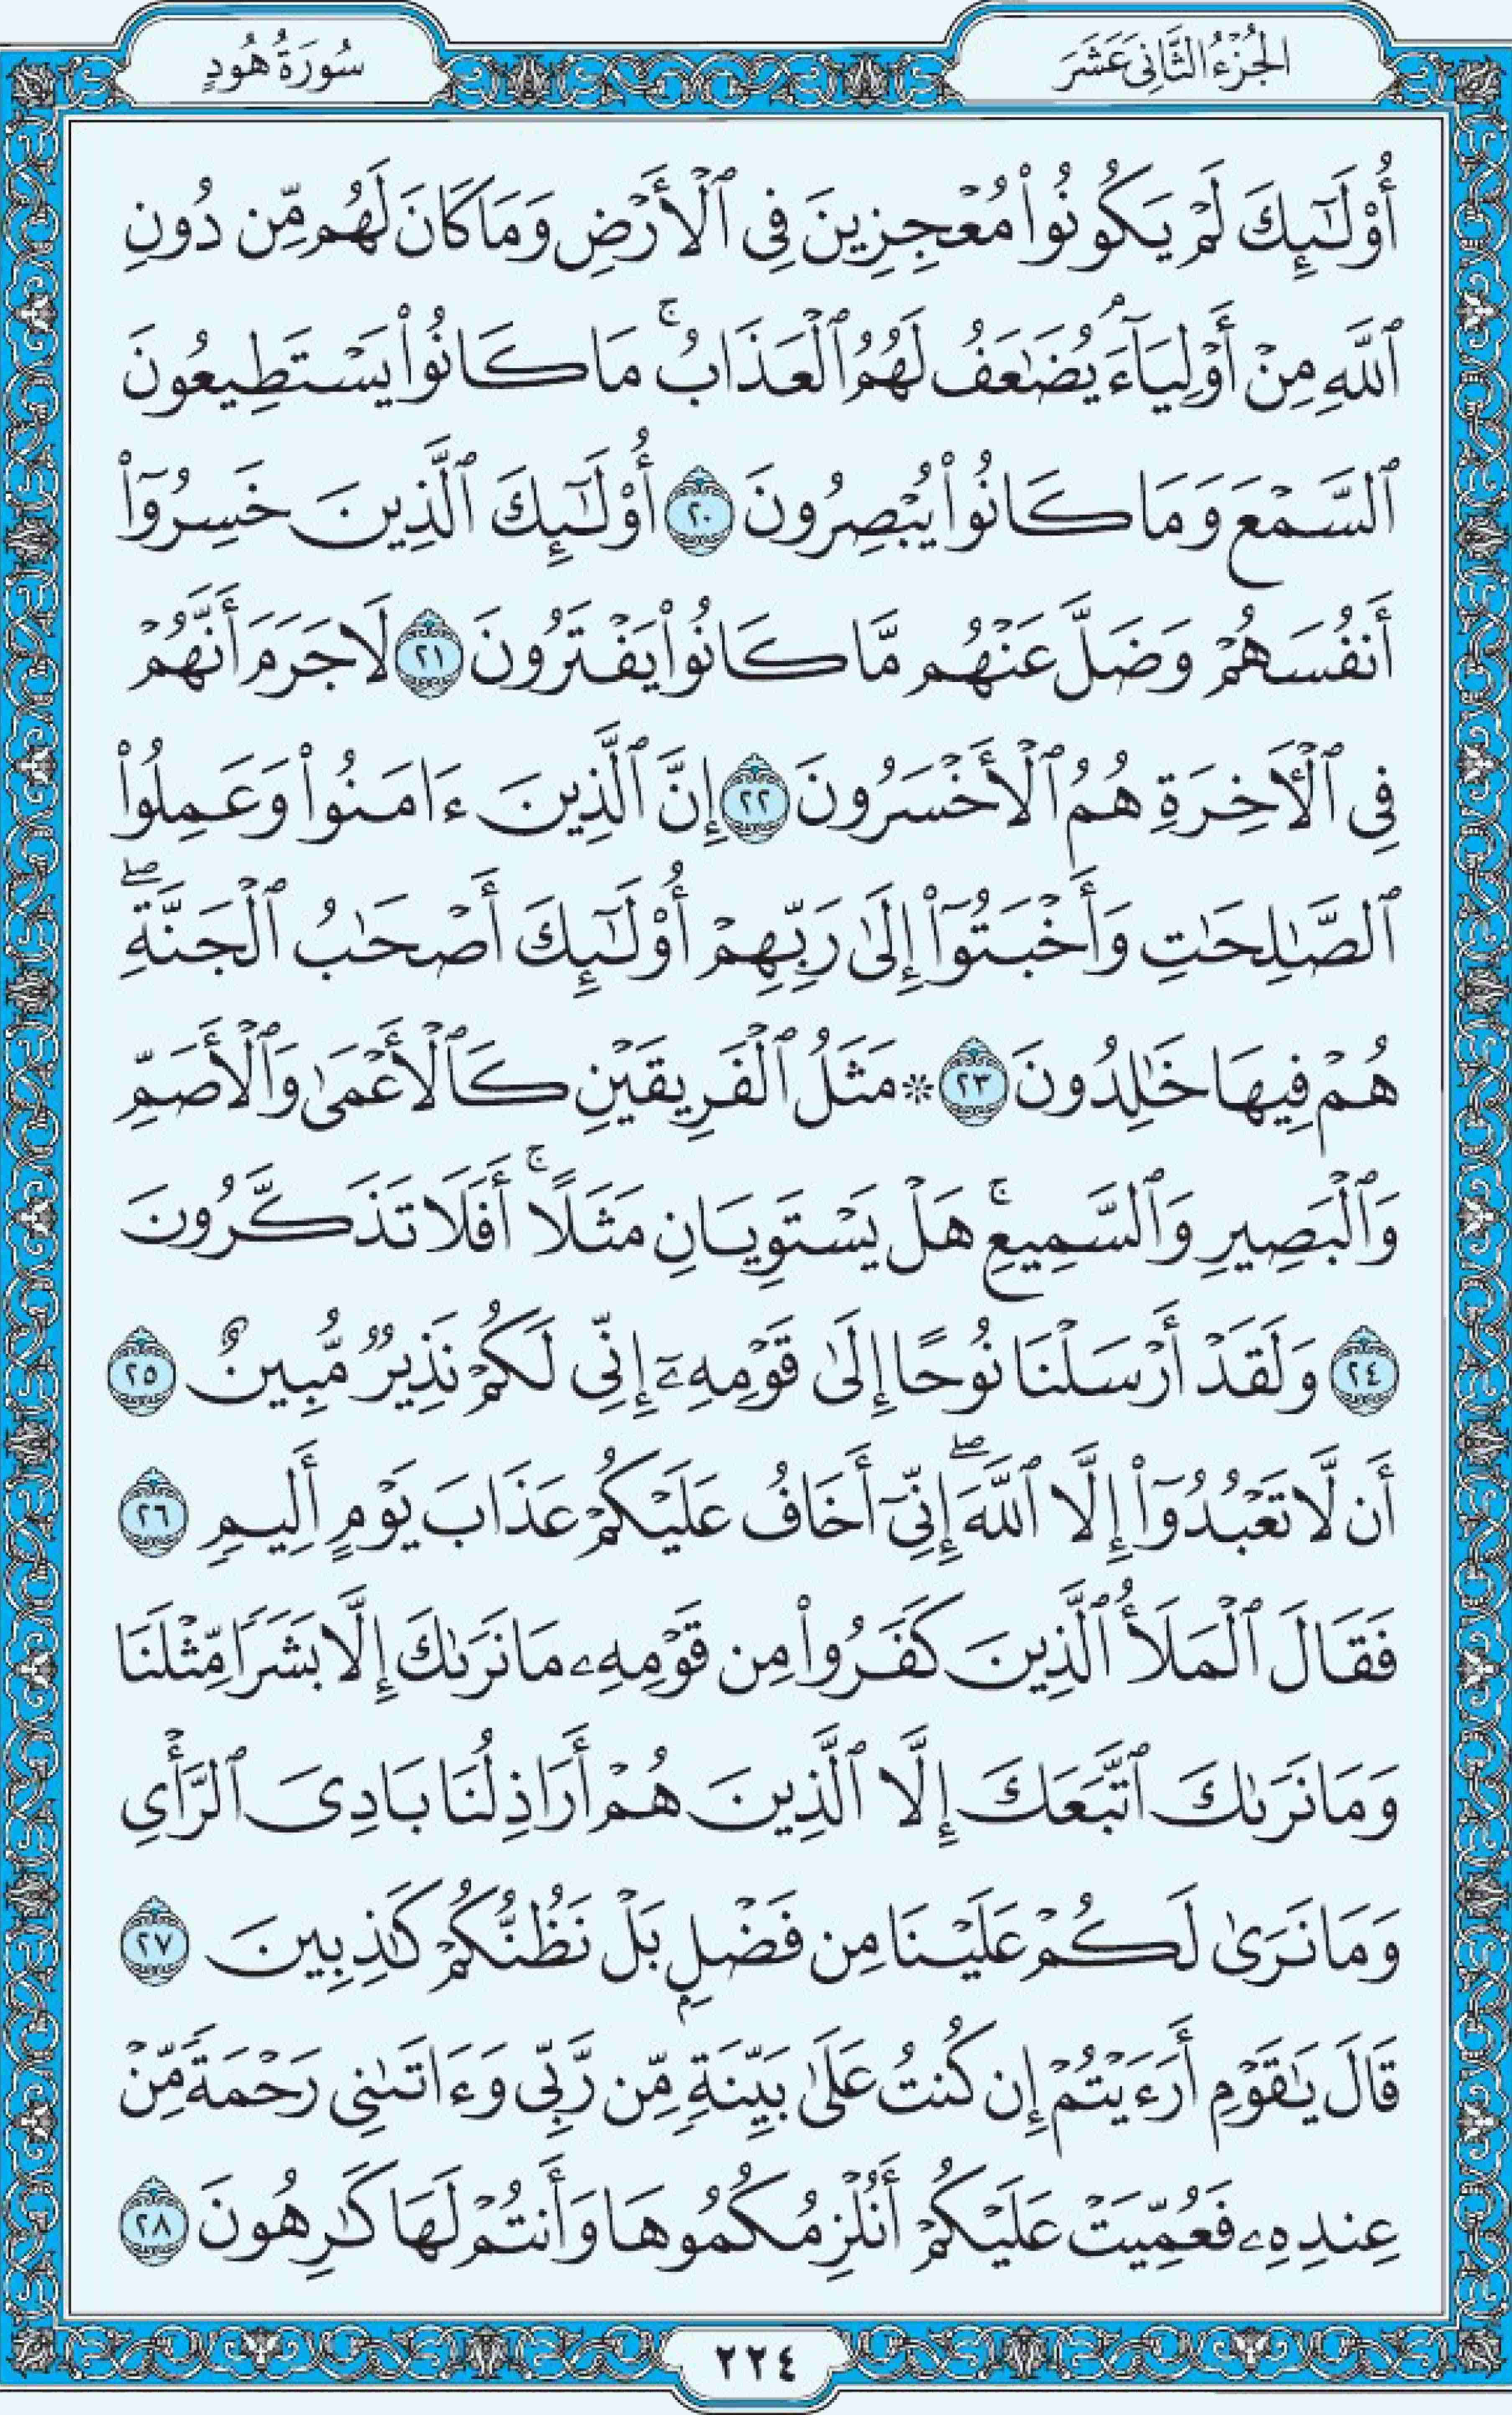 الجُزْءُ الثَّانِي عَشَرَ
سُورَةُ هُودٍ
أُوْلَٰٓئِكَ لَمْ يَكُونُواْ مُعْجِزِينَ فِى ٱلْأَرْضِ وَمَا كَانَ لَهُم مِّن دُونِ
ٱللَّهِ مِنْ أَوْلِيَآءَۘ يُضَٰعَفُ لَهُمُ ٱلْعَذَابُۚ مَا كَانُواْ يَسْتَطِيعُونَ
ٱلسَّمْعَ وَمَا كَانُواْ يُبْصِرُونَ ٢٠ أُوْلَٰٓئِكَ ٱلَّذِينَ خَسِرُوٓاْ
أَنفُسَهُمْ وَضَلَّ عَنْهُم مَّا كَانُواْ يَفْتَرُونَ ٢١ لَا جَرَمَ أَنَّهُمْ
فِى ٱلْأَخِرَةِ هُمُ ٱلْأَخْسَرُونَ ٢٢ إِنَّ ٱلَّذِينَ ءَامَنُواْ وَعَمِلُواْ
ٱلصَّٰلِحَٰتِ وَأَخْبَتُوٓاْ إِلَىٰ رَبِّهِمْ أُوْلَٰٓئِكَ أَصْحَٰبُ ٱلْجَنَّةِۖ
هُمْ فِيهَا خَٰلِدُونَ ٢٣ ۞ مَثَلُ ٱلْفَرِيقَيْنِ كَٱلْأَعْمَىٰ وَٱلْأَصَمِّ
وَٱلْبَصِيرِ وَٱلسَّمِيعِۚ هَلْ يَسْتَوِيَانِ مَثَلًاۚ أَفَلَا تَذَكَّرُونَ
٢٤ وَلَقَدْ أَرْسَلْنَا نُوحًا إِلَىٰ قَوْمِهِۦٓ إِنِّى لَكُمْ نَذِيرٌ مُّبِينٌ ٢٥
أَن لَّا تَعْبُدُوٓاْ إِلَّا ٱللَّهَۖ إِنِّىٓ أَخَافُ عَلَيْكُمْ عَذَابَ يَوْمٍ أَلِيمٍ ٢٦
فَقَالَ ٱلْمَلَأُ ٱلَّذِينَ كَفَرُواْ مِن قَوْمِهِۦ مَا نَرَىٰكَ إِلَّا بَشَرًا مِّثْلَنَا
وَمَا نَرَىٰكَ ٱتَّبَعَكَ إِلَّا ٱلَّذِينَ هُمْ أَرَاذِلُنَا بَادِىَ ٱلرَّأْىِ
وَمَا نَرَىٰ لَكُمْ عَلَيْنَا مِن فَضْلٍۭ بَلْ نَظُنُّكُمْ كَٰذِبِينَ ٢٧
قَالَ يَٰقَوْمِ أَرَءَيْتُمْ إِن كُنتُ عَلَىٰ بَيِّنَةٍ مِّن رَّبِّى وَءَاتَىٰنِى رَحْمَةً مِّنْ
عِندِهِۦ فَعُمِّيَتْ عَلَيْكُمْ أَنُلْزِمُكُمُوهَا وَأَنتُمْ لَهَا كَٰرِهُونَ ٢٨
٢٢٤